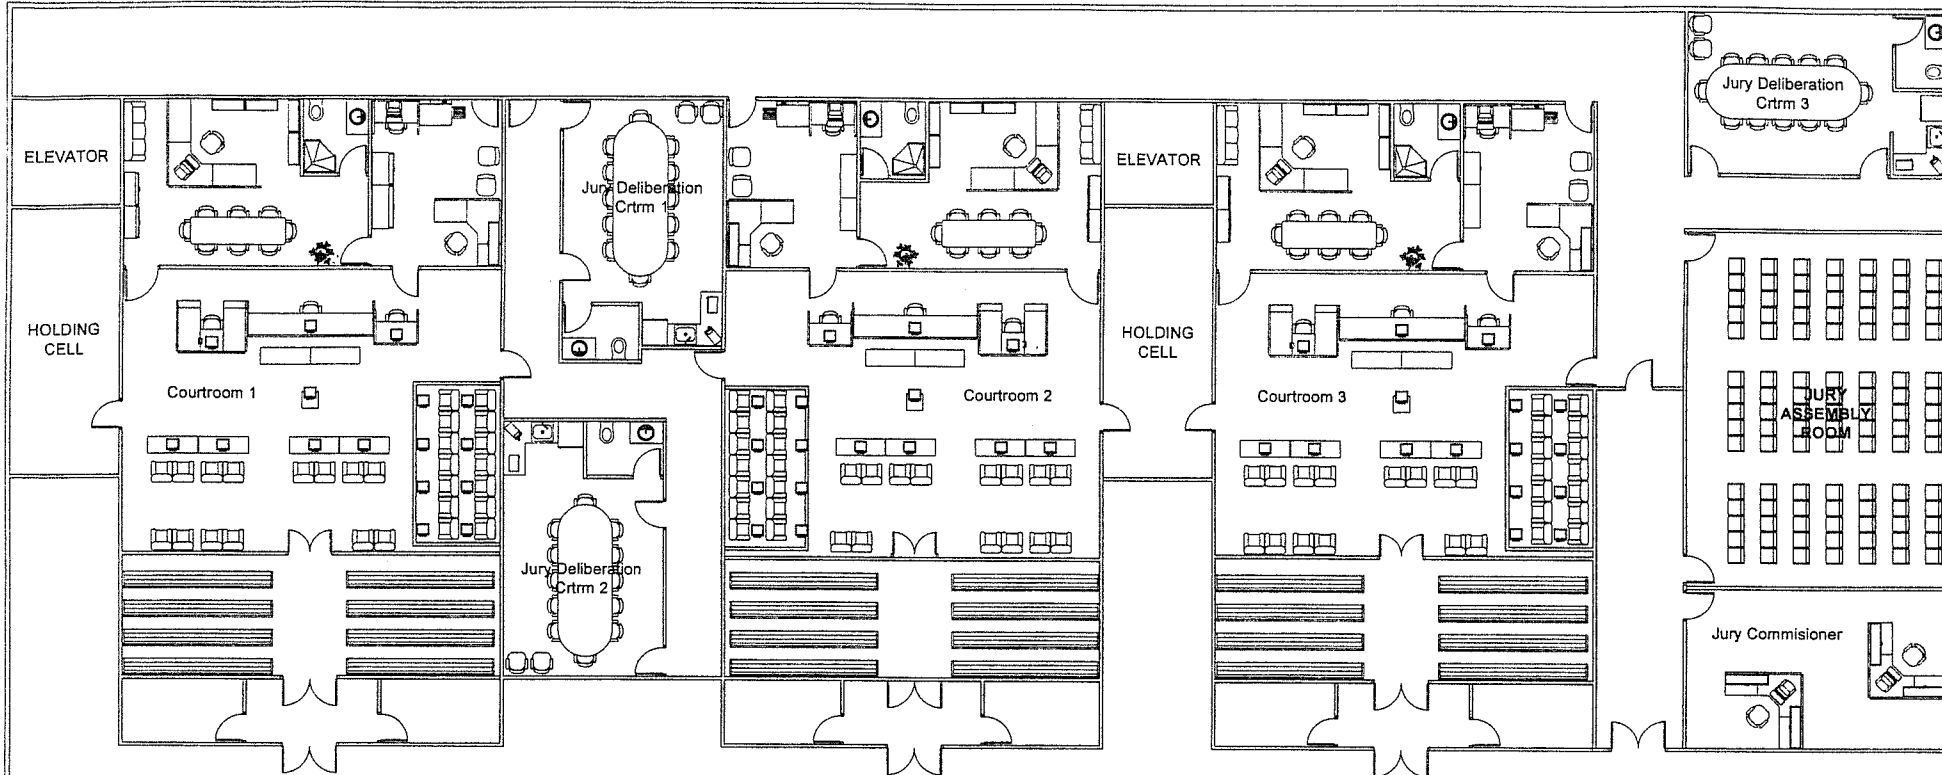 Jury Deliberation
Crtrm 3
ELEVATOR
Jury Deliberation
Crtrm 1
ELEVATOR
HOLDING
CELL
HOLDING
CELL
Courtroom 1
Courtroom 2
Courtroom 3
JURY
ASSEMBLY
ROOM
Jury Deliberation
Crtrm 2
Jury Commisioner